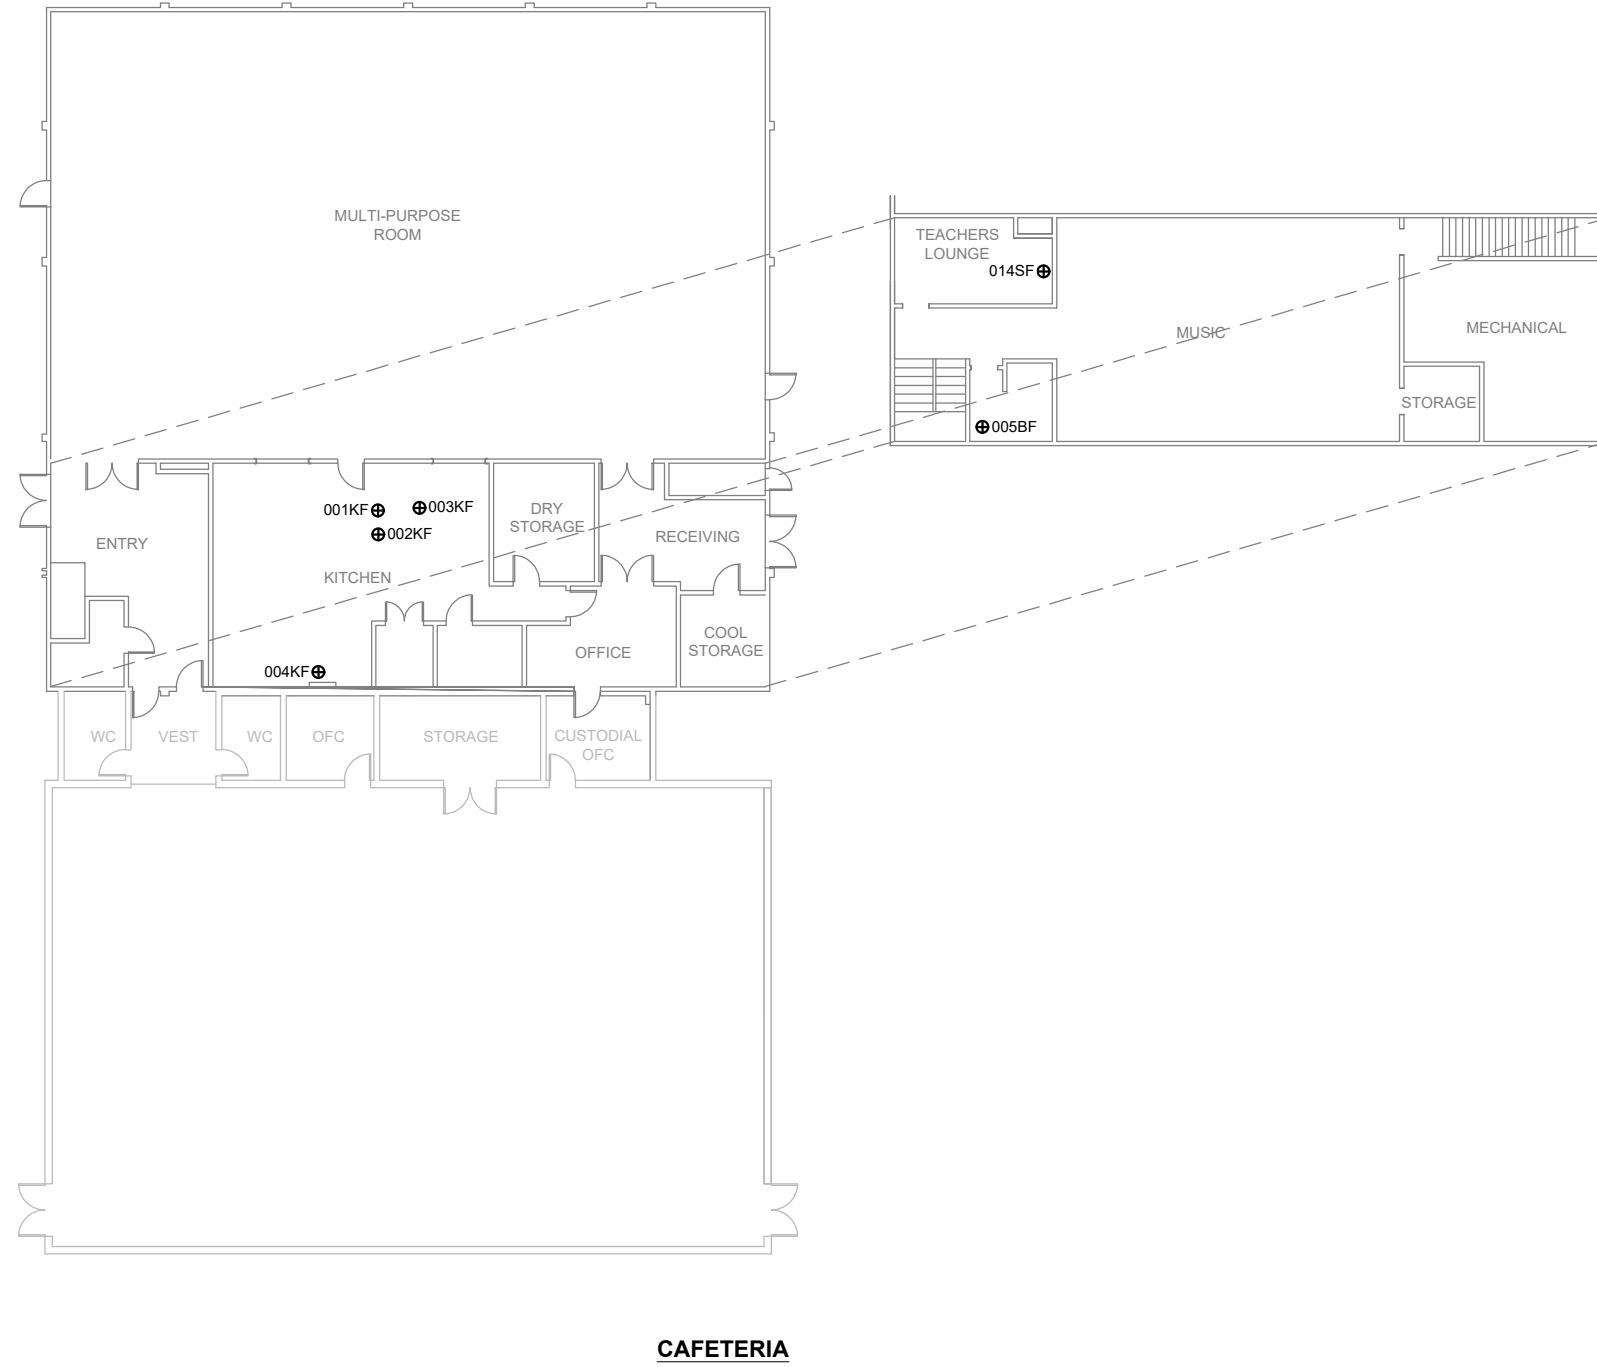 MULTI-PURPOSE
ROOM
TEACHERS
LOUNGE
014SF
MUSIC
MECHANICAL
STORAGE
005BF
001KF
003KF
002KF
DRY
STORAGE
ENTRY
RECEIVING
KITCHEN
COOL
STORAGE
OFFICE
004KF
WC
VEST
WC
OFC
STORAGE
CUSTODIAL
OFC
CAFETERIA